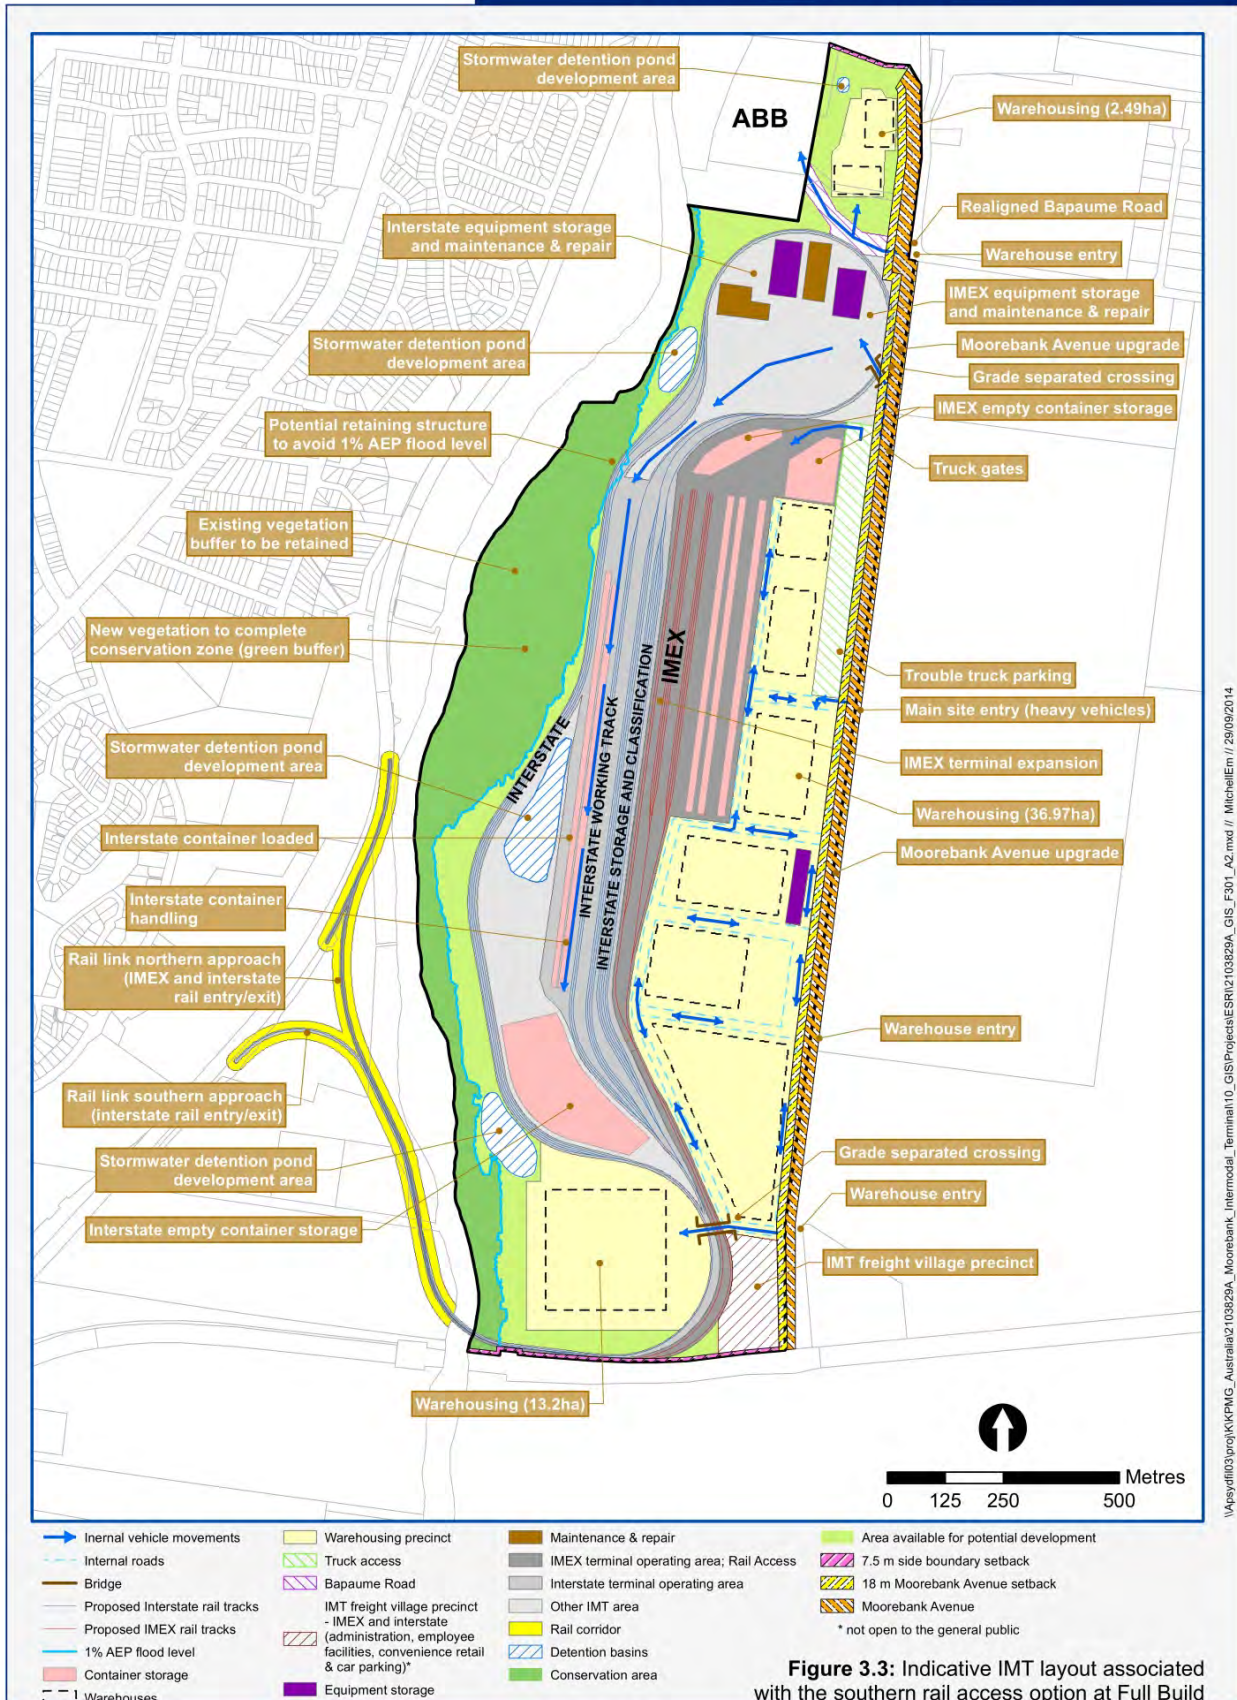 Stormwater detention pond
development area
ABB
Warehousing (2.49ha)
Realigned Bapaume Road
Interstate equipment storage
and maintenance & repair
Warehouse entry
IMEX equipment storage
and maintenance & repair
Stormwater detention pond
development area
Moorebank Avenue upgrade
Grade separated crossing
IMEX empty container storage
Potential retaining structure
to avoid 1% AEP flood level
Truck gates
Existing vegetation
buffer to be retained
New vegetation to complete
conservation zone (green buffer)
IMEX
Trouble truck parking
Main site entry (heavy vehicles)
INTERSTATE
INTERSTATE WORKING TRACK
INTERSTATE STORAGE AND CLASSIFICATION
Stormwater detention pond
development area
IMEX terminal expansion
Warehousing (36.97ha)
Interstate container loaded
Moorebank Avenue upgrade
Interstate container
handling
Rail link northern approach
(IMEX and interstate
rail entry/exit)
Warehouse entry
Rail link southern approach
(interstate rail entry/exit)
Stormwater detention pond
development area
Grade separated crossing
Warehouse entry
Interstate empty container storage
IMT freight village precinct
Warehousing (13.2ha)
Metres
0 125 250 500
\\Apsydfil03\proj\K\KPMG_Australia\2103829A_Moorebank_Intermodal_Terminal\10_GIS\Projects\ESRI\2103829A_GIS_F301_A2.mxd // MitchellEm // 29/09/2014
Inernal vehicle movements
Internal roads
Bridge
Proposed Interstate rail tracks
Proposed IMEX rail tracks
1% AEP flood level
Container storage
Warehouses
Warehousing precinct
Truck access
Bapaume Road
IMT freight village precinct
- IMEX and interstate
(administration, employee
facilities, convenience retail
& car parking)*
Equipment storage
Maintenance & repair
IMEX terminal operating area; Rail Access
Interstate terminal operating area
Other IMT area
Rail corridor
Detention basins
Conservation area
Area available for potential development
7.5 m side boundary setback
18 m Moorebank Avenue setback
Moorebank Avenue
* not open to the general public
Figure 3.3: Indicative IMT layout associated
with the southern rail access option at Full Build